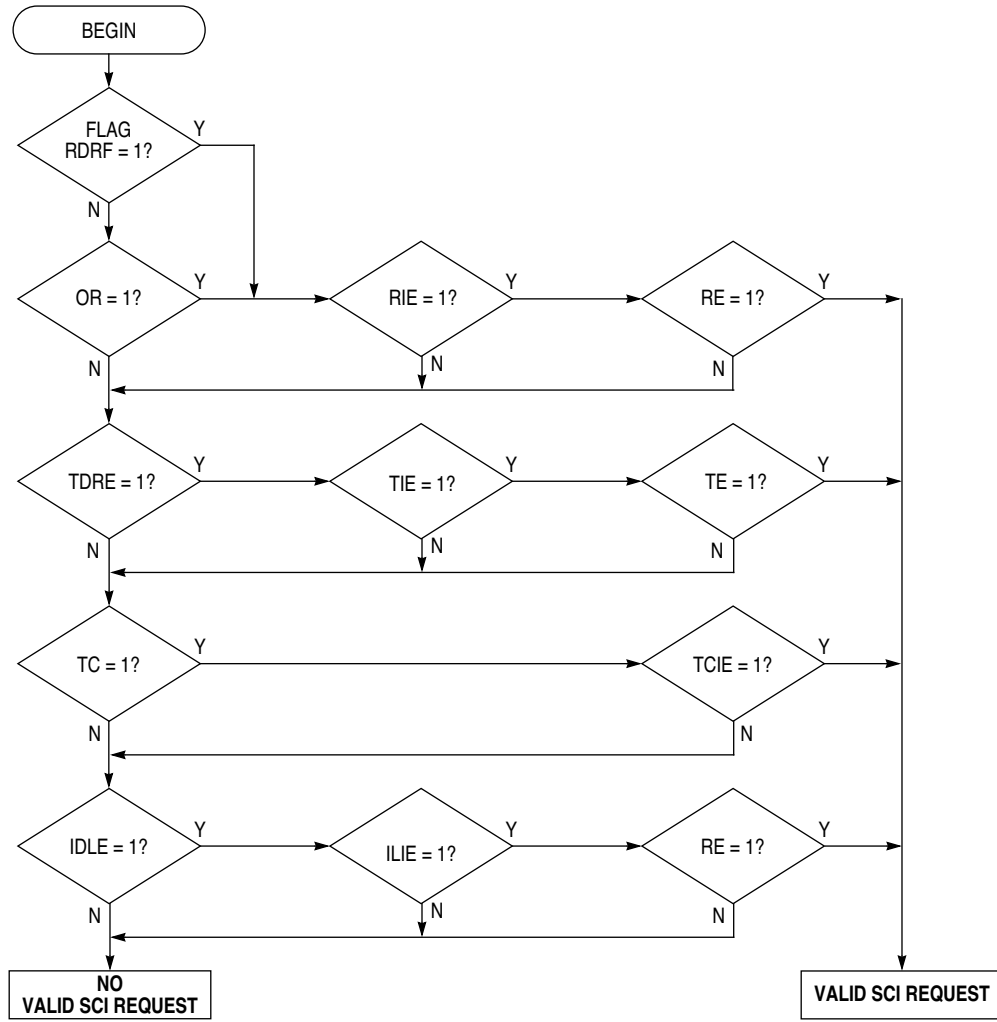 BEGIN
FLAG
RDRF = 1?
Y
N
OR = 1?
Y
N
RIE = 1?
Y
N
RE = 1?
Y
N
TDRE = 1?
Y
N
TIE = 1?
Y
N
TE = 1?
Y
N
TC = 1?
Y
N
TCIE = 1?
Y
N
IDLE = 1?
Y
N
ILIE = 1?
Y
N
RE = 1?
Y
N
NO
VALID SCI REQUEST
VALID SCI REQUEST